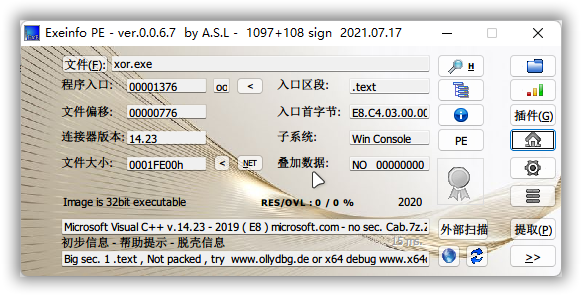 Exeinfo PE - ver.0.0.6.7 by A.S.L - 1097+108 sign 2021.07.17
文件(F): xor.exe H
程序入口: 00001376 oc < 入口区段: .text
文件偏移: 00000776 入口首字节: E8.C4.03.00.00 插件(G)
连接器版本: 14.23 子系统: Win Console PE
文件大小: 0001FE00h < NET 叠加数据: NO 00000000
Image is 32bit executable RES/OVL : 0 / 0 % 2020
Microsoft Visual C++ v.14.23 - 2019 ( E8 ) microsoft.com - no sec. Cab.7z.Z 外部扫描 提取(P)
初步信息 - 帮助提示 - 脱壳信息 ms.
Big sec. 1 .text , Not packed , try www.ollydbg.de or x64 debug www.x64 >>